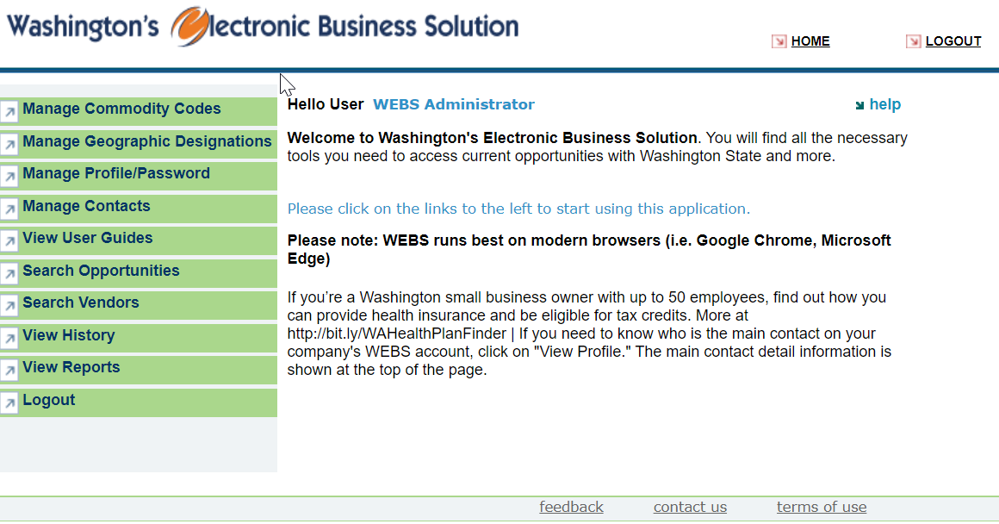 Washington's Electronic Business Solution
HOME
LOGOUT
Manage Commodity Codes
Manage Geographic Designations
Manage Profile/Password
Manage Contacts
View User Guides
Search Opportunities
Search Vendors
View History
View Reports
Logout
Hello User WEBS Administrator
help
Welcome to Washington's Electronic Business Solution. You will find all the necessary
tools you need to access current opportunities with Washington State and more.
Please click on the links to the left to start using this application.
Please note: WEBS runs best on modern browsers (i.e. Google Chrome, Microsoft
Edge)
If you're a Washington small business owner with up to 50 employees, find out how you
can provide health insurance and be eligible for tax credits. More at
http://bit.ly/WAHealthPlanFinder | If you need to know who is the main contact on your
company's WEBS account, click on "View Profile." The main contact detail information is
shown at the top of the page.
feedback
contact us
terms of use